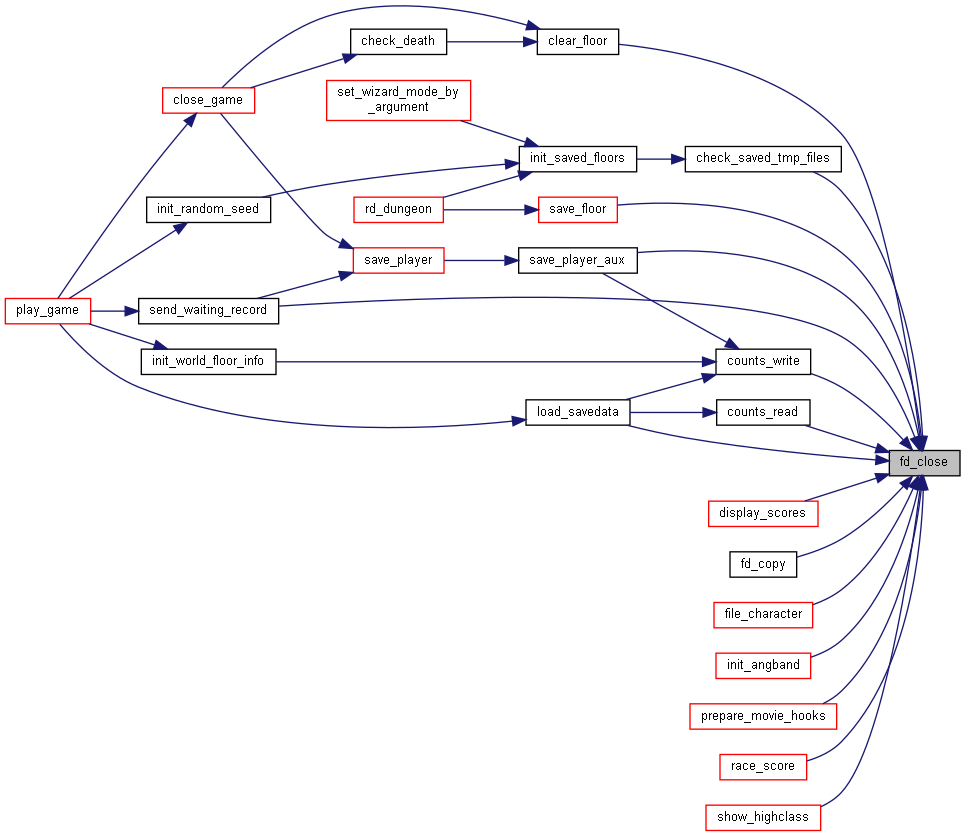 check_death
clear_floor
set_wizard_mode_by
_argument
close_game
init_saved_floors
check_saved_tmp_files
init_random_seed
rd_dungeon
save_floor
save_player
save_player_aux
play_game
send_waiting_record
init_world_floor_info
counts_write
load_savedata
counts_read
fd_close
display_scores
fd_copy
file_character
init_angband
prepare_movie_hooks
race_score
show_highclass